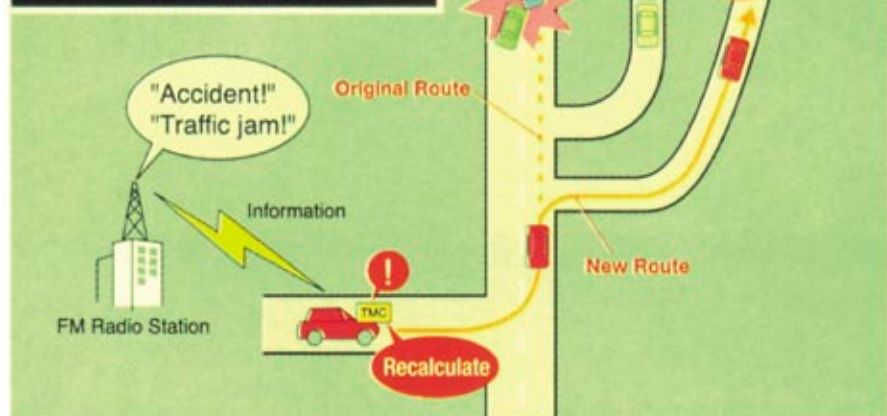 Original Route
"Accident!"
"Traffic jam!"
Information
New Route
TMC
!
FM Radio Station
Recalculate